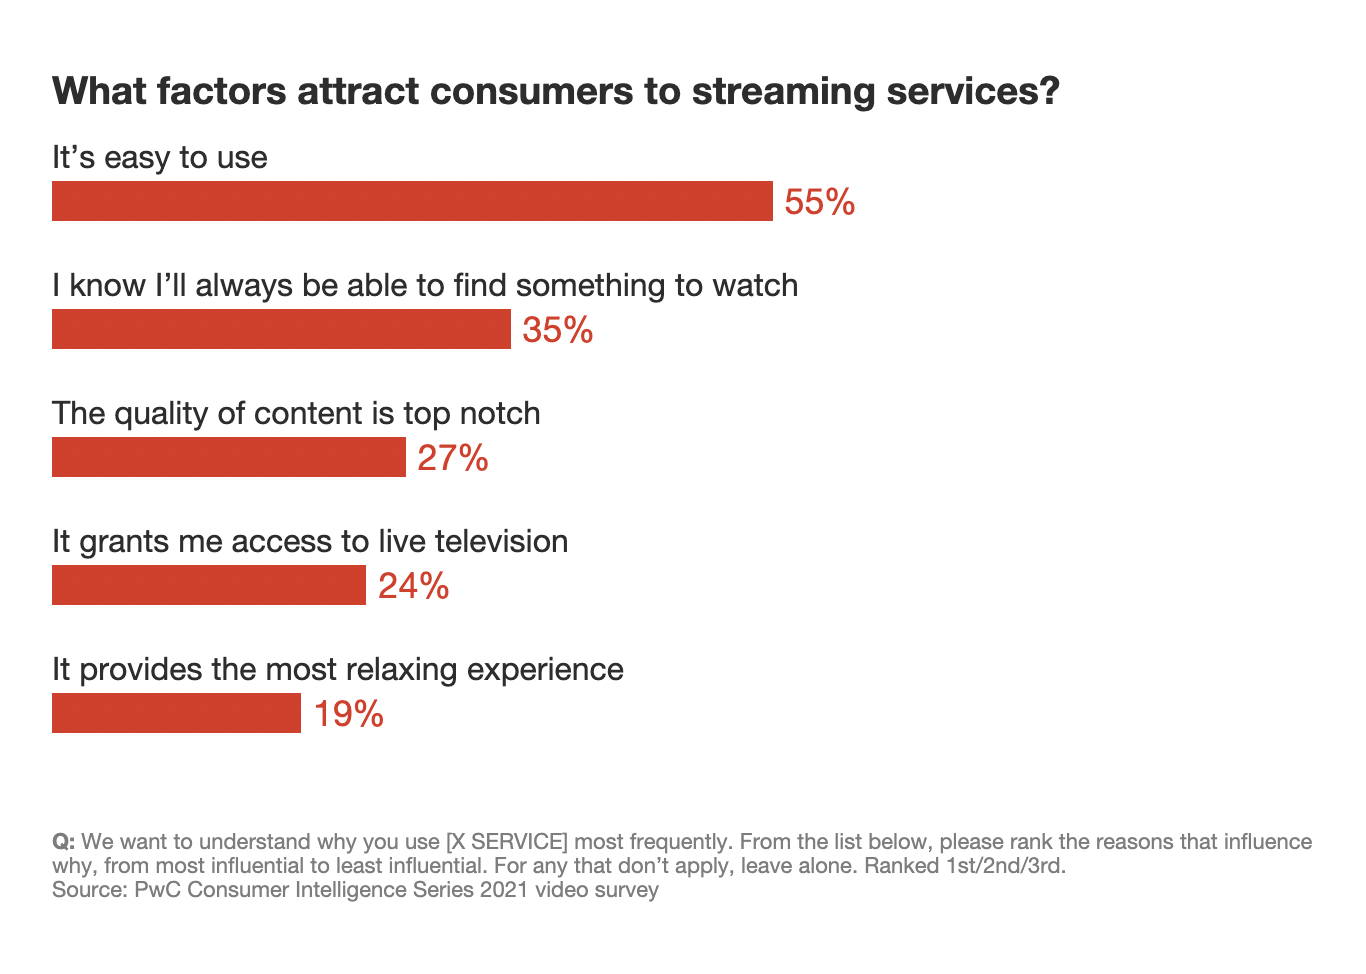 What factors attract consumers to streaming services?
It’s easy to use
55%
I know I’ll always be able to find something to watch
35%
The quality of content is top notch
27%
It grants me access to live television
24%
It provides the most relaxing experience
19%
Q: We want to understand why you use [X SERVICE] most frequently. From the list below, please rank the reasons that influence
why, from most influential to least influential. For any that don’t apply, leave alone. Ranked 1st/2nd/3rd.
Source: PwC Consumer Intelligence Series 2021 video survey